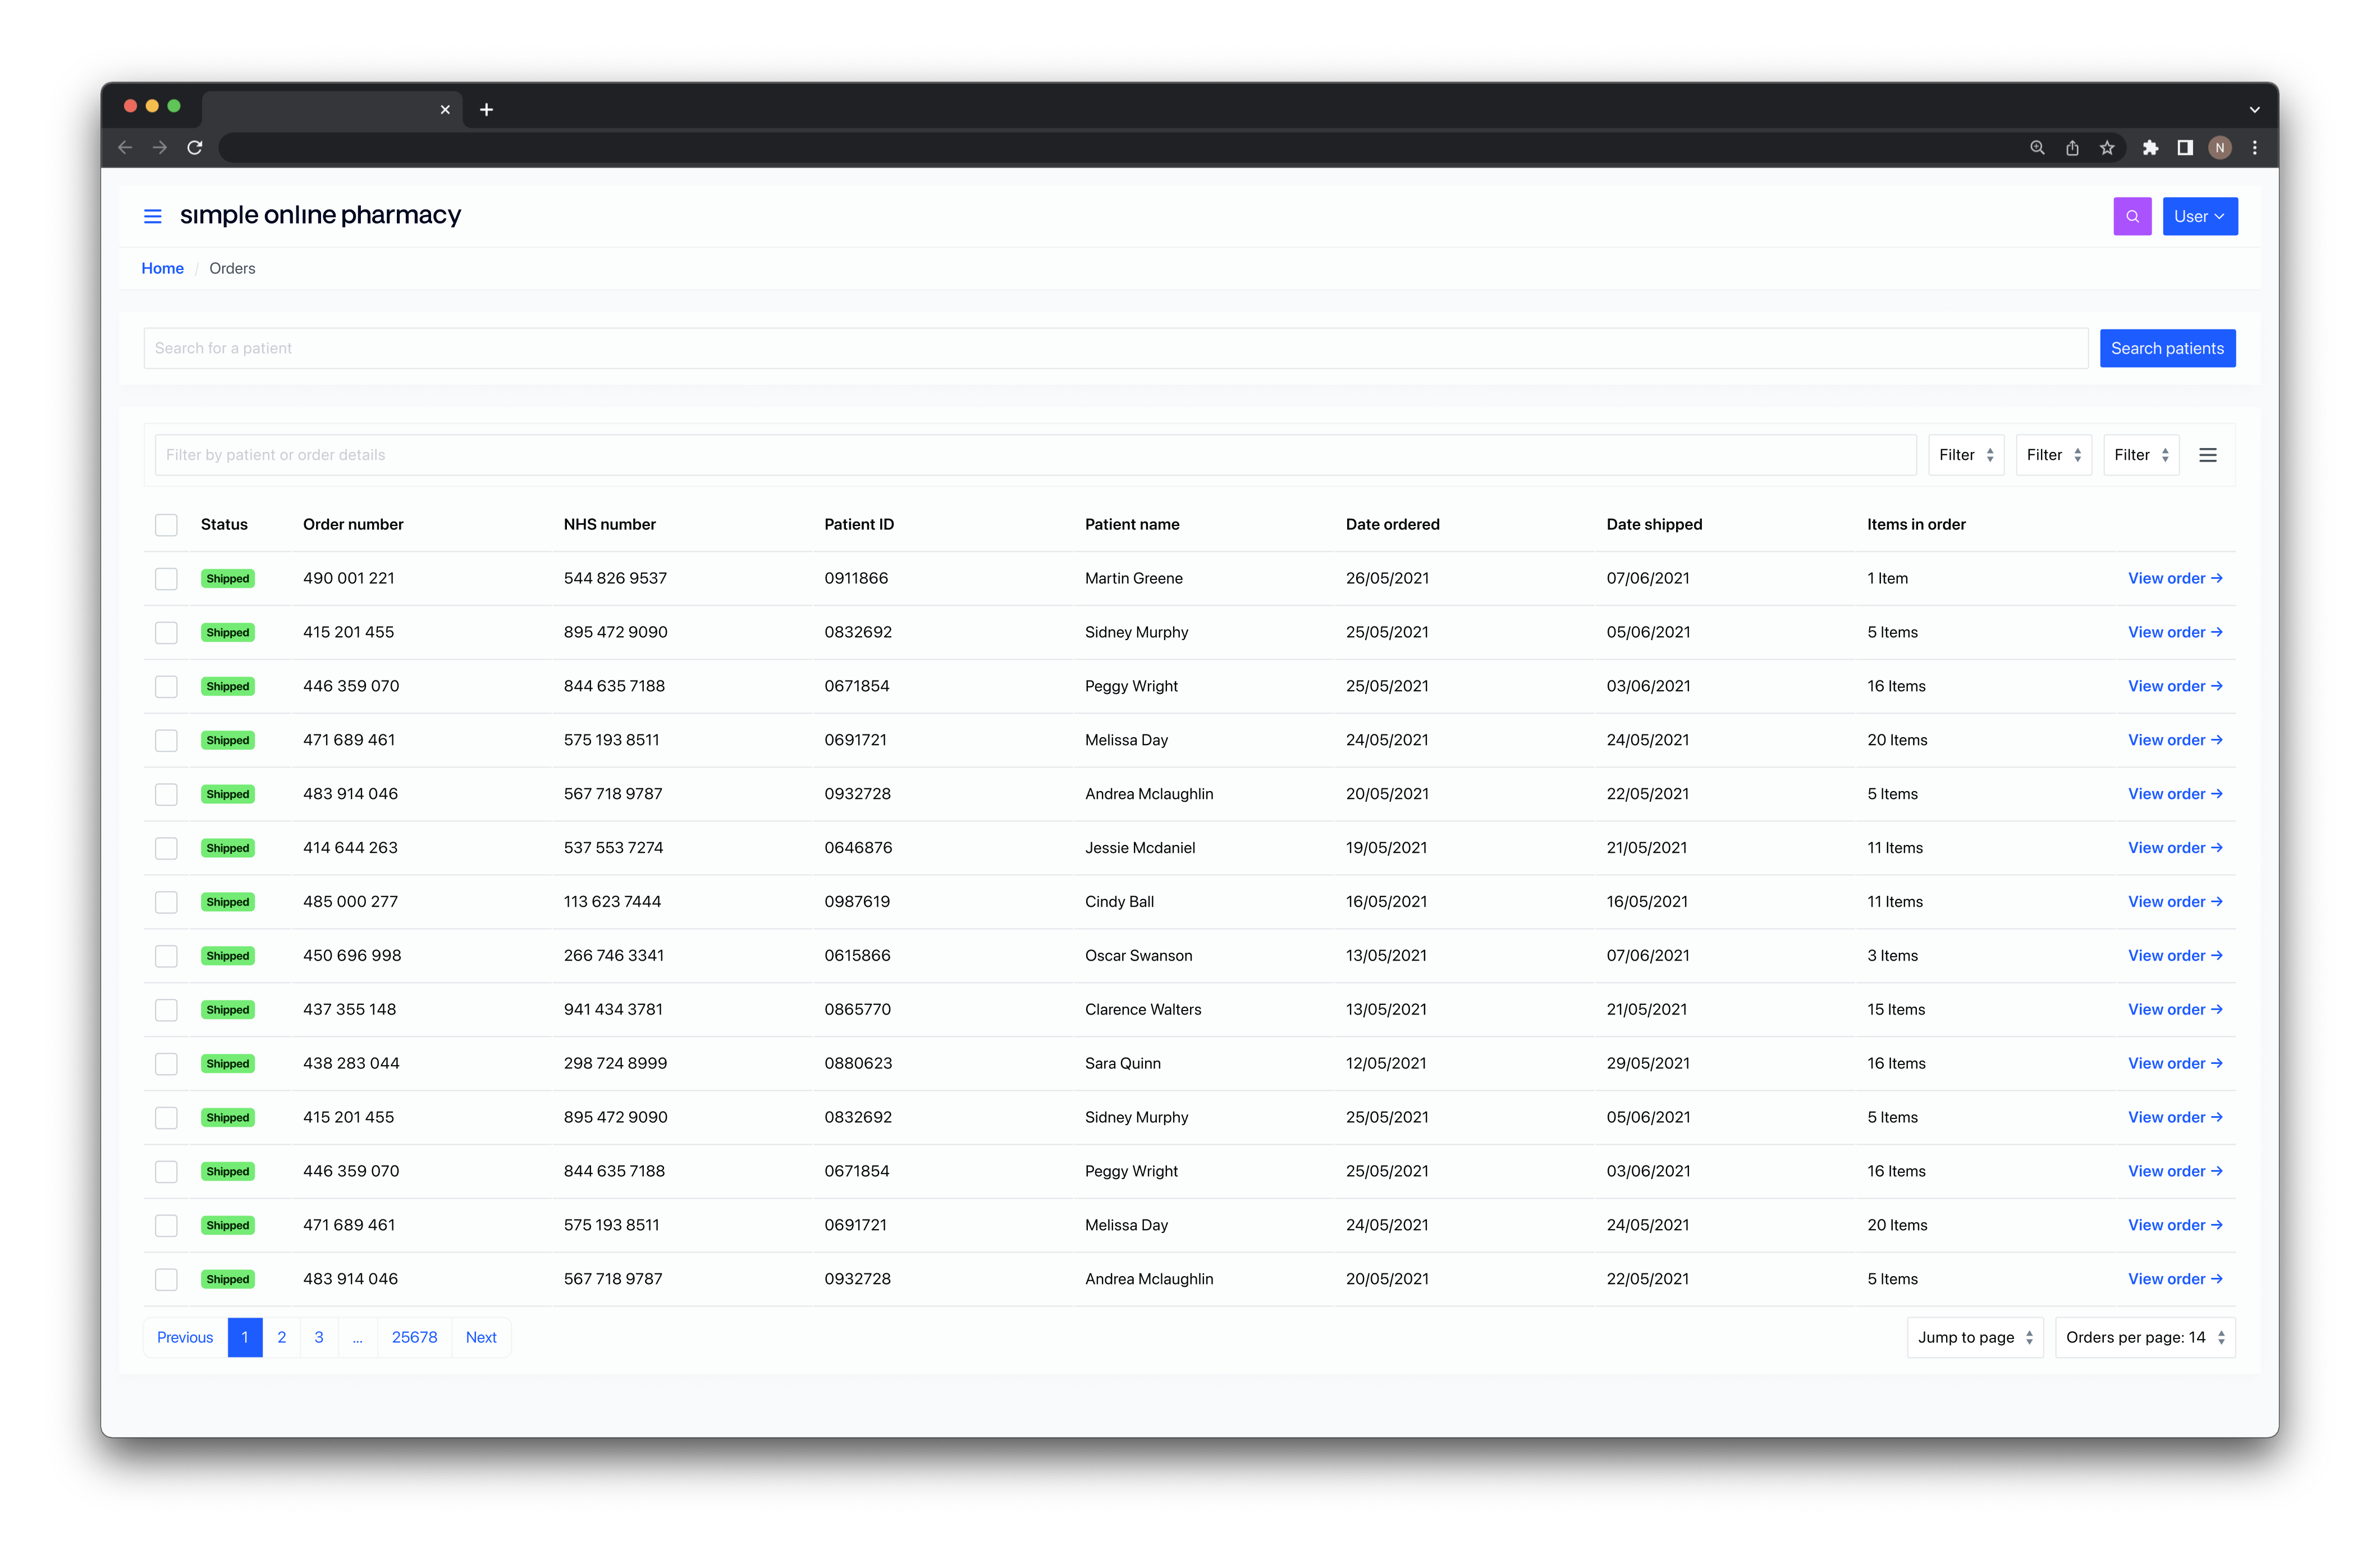 N
simple online pharmacy
User
Home / Orders
Search for a patient
Search patients
Filter by patient or order details Filter Filter Filter
Status Order number NHS number Patient ID Patient name Date ordered Date shipped Items in order
Shipped 490 001 221 544 826 9537 0911866 Martin Greene 26/05/2021 07/06/2021 1 Item View order →
Shipped 415 201 455 895 472 9090 0832692 Sidney Murphy 25/05/2021 05/06/2021 5 Items View order →
Shipped 446 359 070 844 635 7188 0671854 Peggy Wright 25/05/2021 03/06/2021 16 Items View order →
Shipped 471 689 461 575 193 8511 0691721 Melissa Day 24/05/2021 24/05/2021 20 Items View order →
Shipped 483 914 046 567 718 9787 0932728 Andrea Mclaughlin 20/05/2021 22/05/2021 5 Items View order →
Shipped 414 644 263 537 553 7274 0646876 Jessie Mcdaniel 19/05/2021 21/05/2021 11 Items View order →
Shipped 485 000 277 113 623 7444 0987619 Cindy Ball 16/05/2021 16/05/2021 11 Items View order →
Shipped 450 696 998 266 746 3341 0615866 Oscar Swanson 13/05/2021 07/06/2021 3 Items View order →
Shipped 437 355 148 941 434 3781 0865770 Clarence Walters 13/05/2021 21/05/2021 15 Items View order →
Shipped 438 283 044 298 724 8999 0880623 Sara Quinn 12/05/2021 29/05/2021 16 Items View order →
Shipped 415 201 455 895 472 9090 0832692 Sidney Murphy 25/05/2021 05/06/2021 5 Items View order →
Shipped 446 359 070 844 635 7188 0671854 Peggy Wright 25/05/2021 03/06/2021 16 Items View order →
Shipped 471 689 461 575 193 8511 0691721 Melissa Day 24/05/2021 24/05/2021 20 Items View order →
Shipped 483 914 046 567 718 9787 0932728 Andrea Mclaughlin 20/05/2021 22/05/2021 5 Items View order →
Previous 1 2 3 ... 25678 Next Jump to page Orders per page: 14